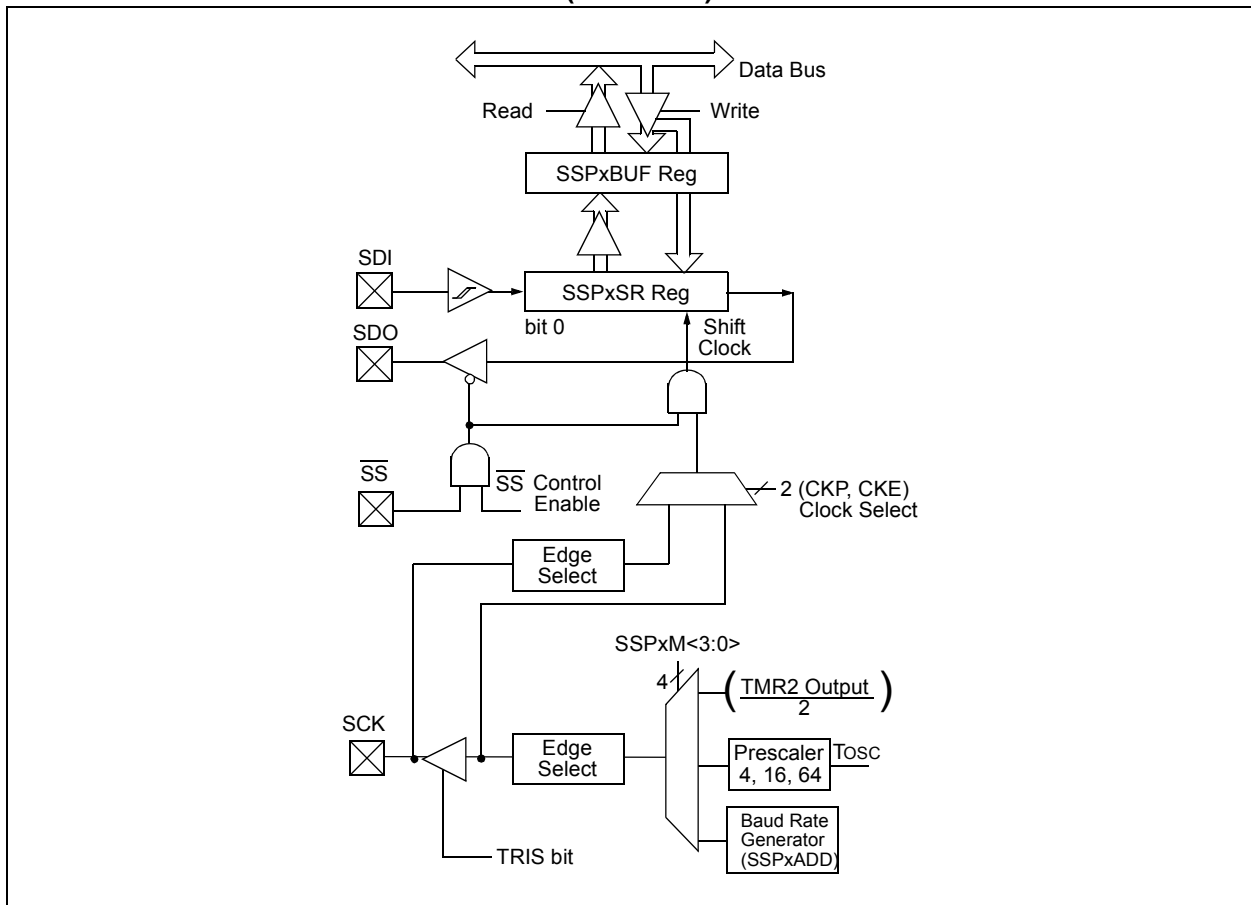 Data Bus
Read
Write
SSPxBUF Reg
SDI
SSPxSR Reg
bit 0
Shift
Clock
SDO
SS
SS Control
Enable
2 (CKP, CKE)
Clock Select
Edge
Select
SSPxM<3:0>
4
( TMR2 Output )
2
SCK
Edge
Select
Prescaler
4, 16, 64
TOSC
Baud Rate
Generator
(SSPxADD)
TRIS bit